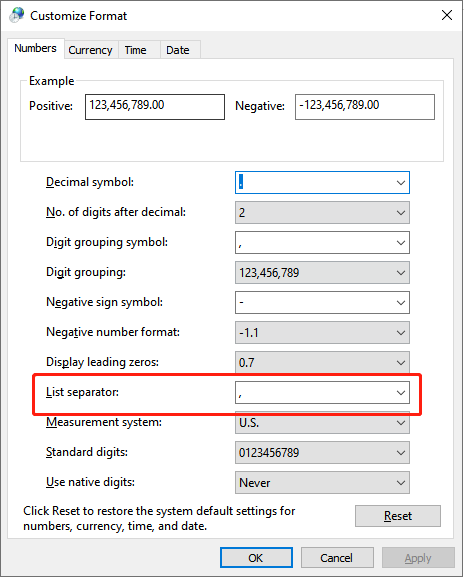 Customize Format
Numbers Currency Time Date
Example
Positive: 123,456,789.00 Negative: -123,456,789.00
Decimal symbol: .
No. of digits after decimal: 2
Digit grouping symbol: ,
Digit grouping: 123,456,789
Negative sign symbol: -
Negative number format: -1.1
Display leading zeros: 0.7
List separator: ,
Measurement system: U.S.
Standard digits: 0123456789
Use native digits: Never
Click Reset to restore the system default settings for
numbers, currency, time, and date.
Reset
OK Cancel Apply